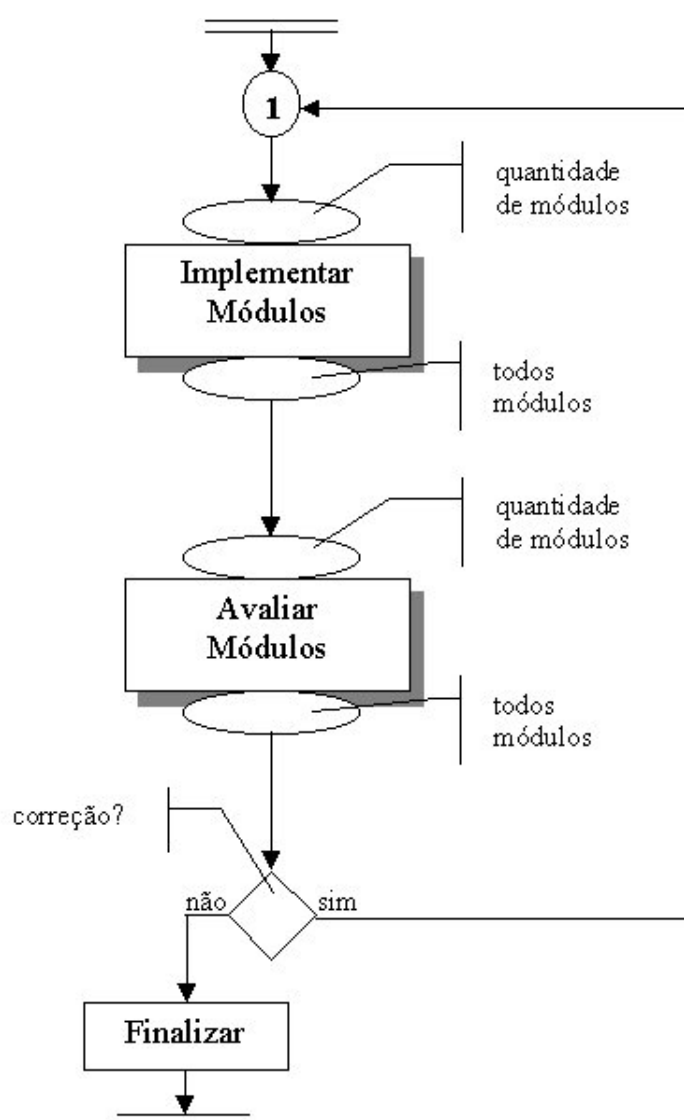 1
quantidade
de módulos
Implementar
Módulos
todos
módulos
quantidade
de módulos
Avaliar
Módulos
todos
módulos
correção?
não
sim
Finalizar